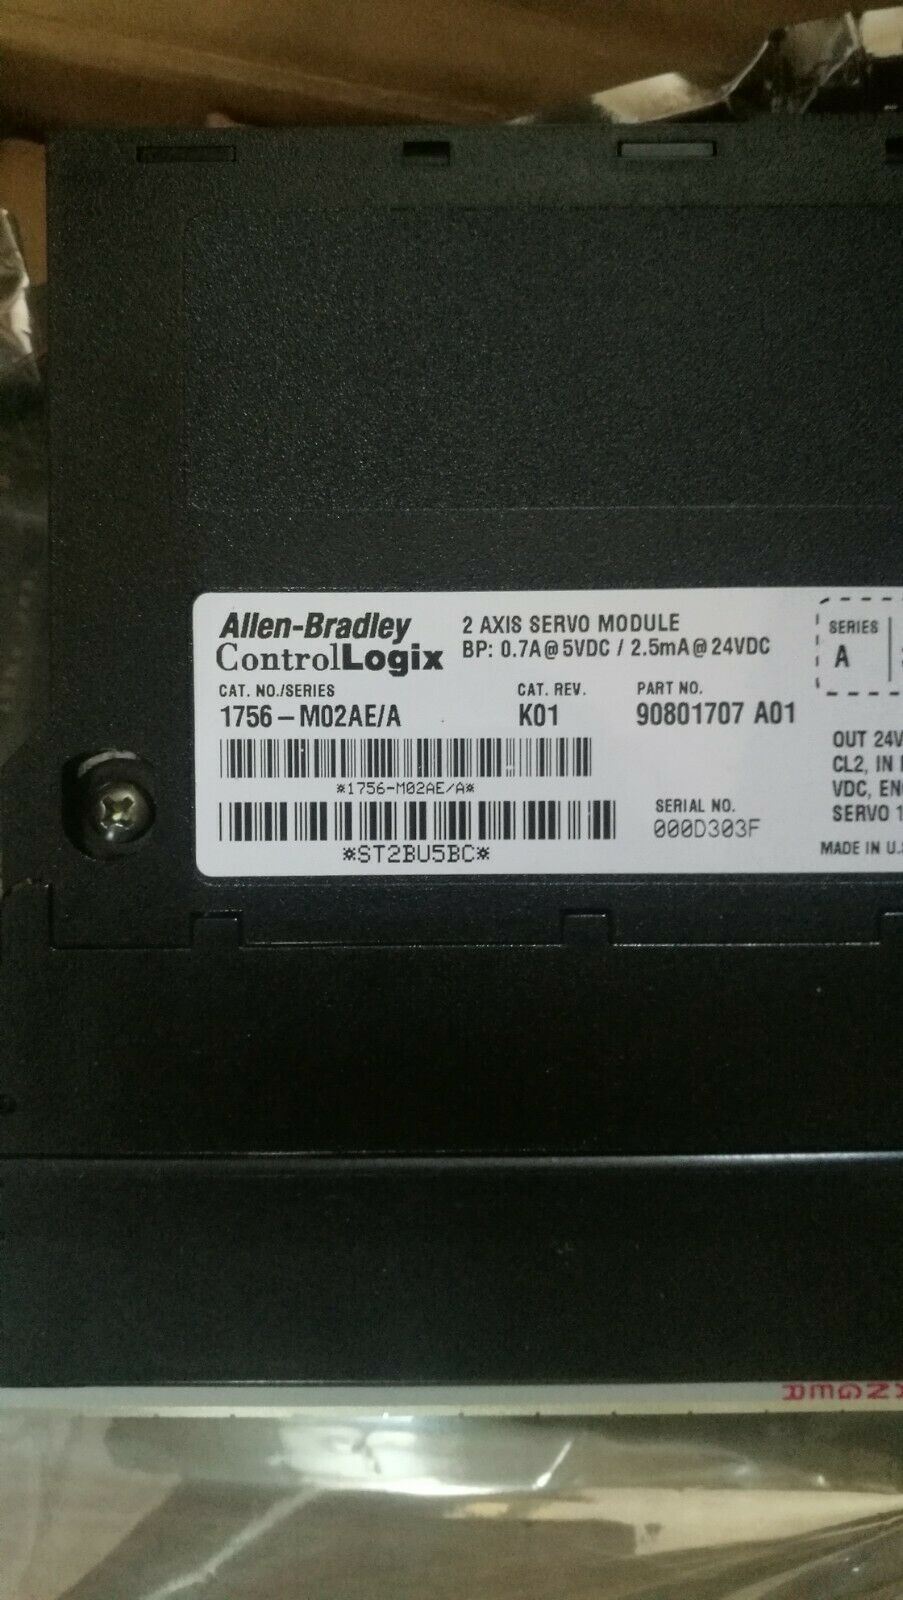 Allen-Bradley
ControlLogix
2 AXIS SERVO MODULE
BP: 0.7A@5VDC / 2.5mA@24VDC
CAT. NO./SERIES
1756-M02AE/A
CAT. REV.
K01
PART NO.
90801707 A01
*1756-M02AE/A*
*ST2BU5BC*
SERIAL NO.
000D303F
SERIES
A
OUT 24V
CL2, IN
VDC,
SERVO 1
MADE IN U.S